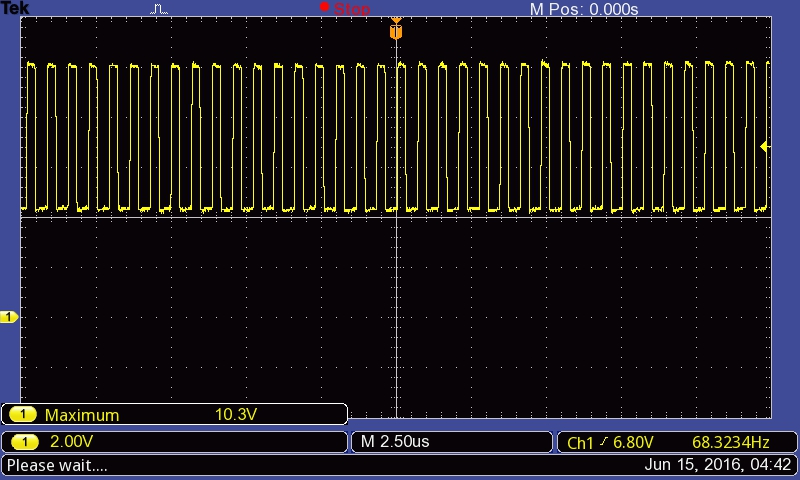 Tek Stop M Pos: 0.000s
T
1
1 Maximum 10.3V
1 2.00V M 2.50us Ch1 6.80V 68.3234Hz
Please wait.... Jun 15, 2016, 04:42